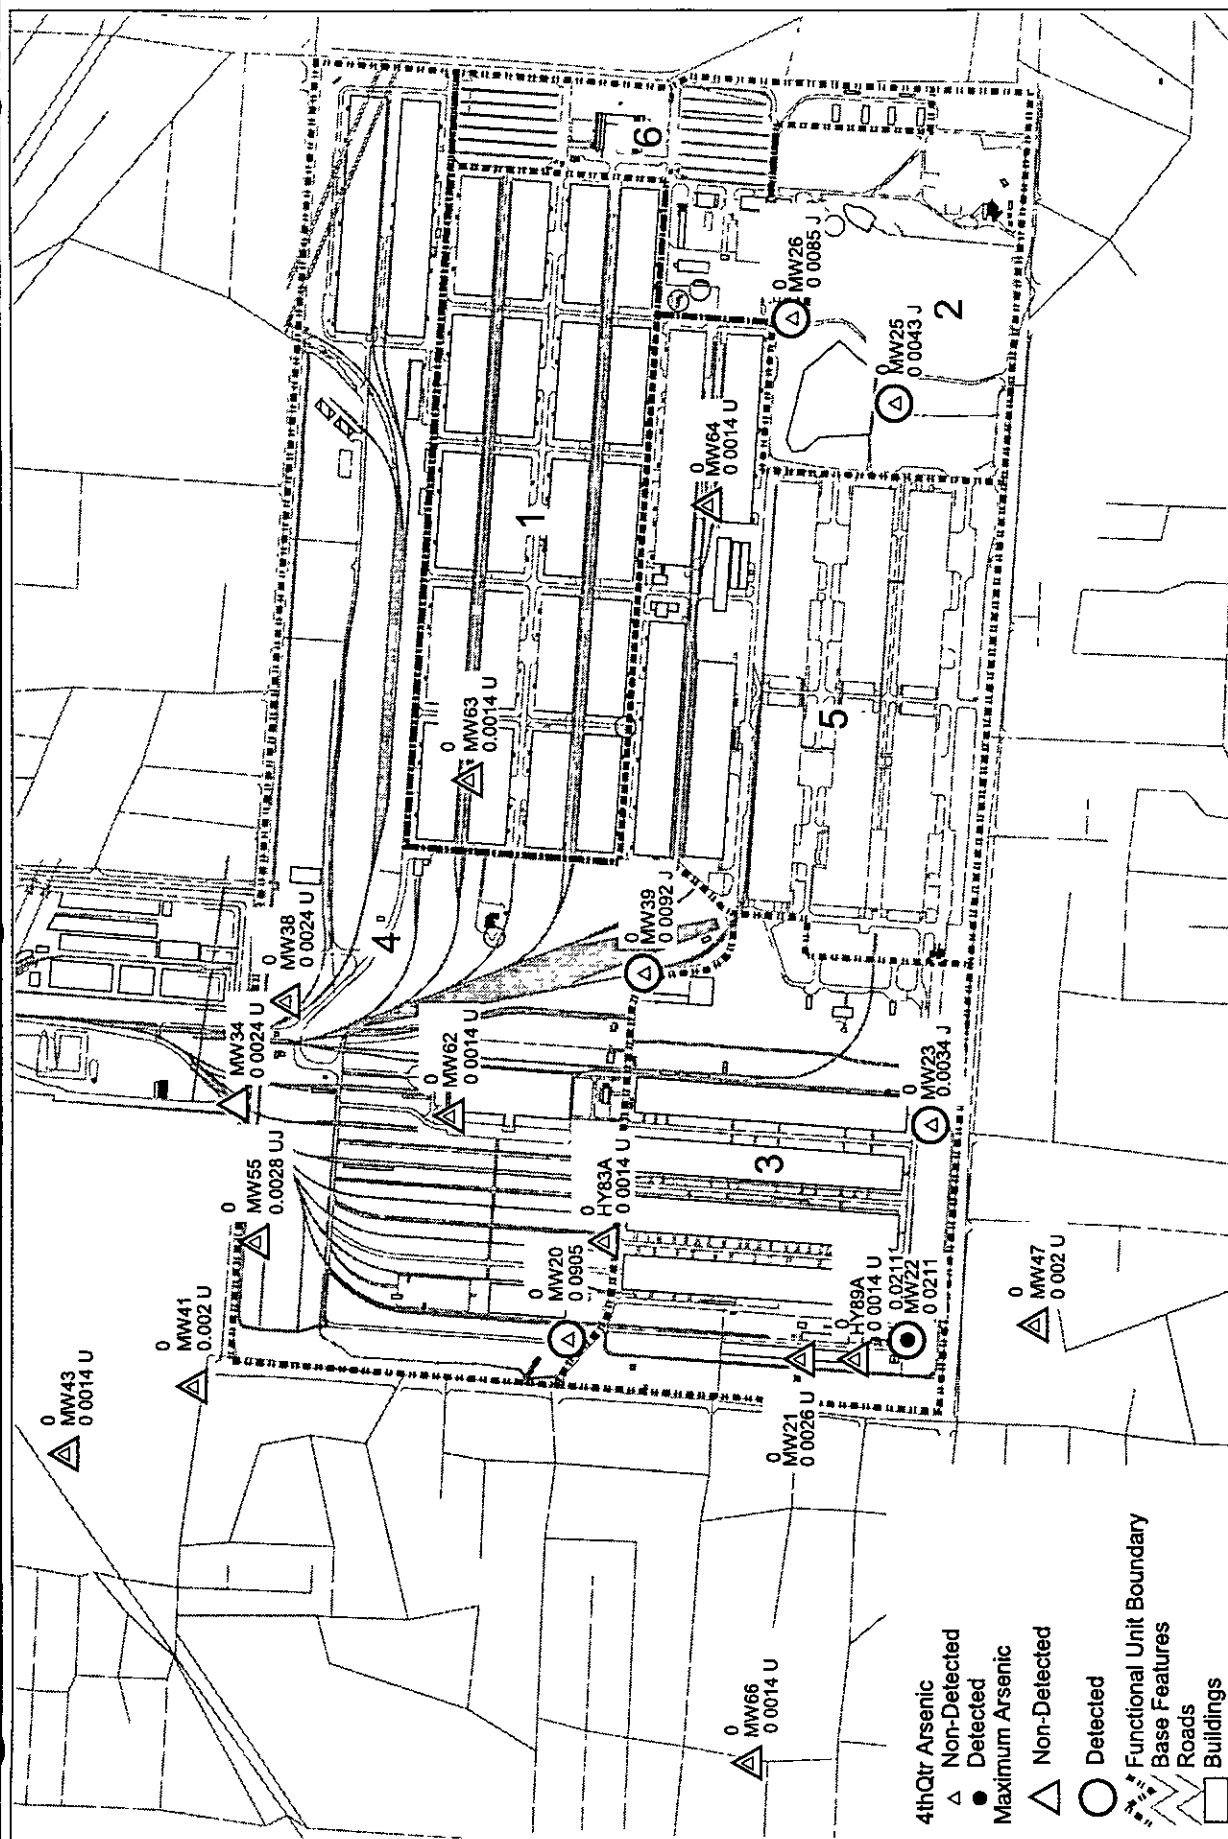 0
MW43
0 0014 U
0
MW41
0.002 U
0
MW55
0.0028 UJ
MW34
0 0024 U
0
MW38
0 0024 U
4
0
MW62
0 0014 U
0
MW63
0.0014 U
1
6
0
MW20
0 0905
0
HY83A
0 0014 U
0
MW39
0 0092 J
0
MW64
0 0014 U
0
MW26
0 0085 J
0
MW25
0 0043 J
2
3
5
0
MW66
0 0014 U
0
MW21
0 0026 U
0
HY89A
0 0014 U
0.0211
MW22
0 0211
0
MW23
0.0034 J
0
MW47
0 002 U
4thQtr Arsenic
Non-Detected
Detected
Maximum Arsenic
Non-Detected
Detected
Functional Unit Boundary
Base Features
Roads
Buildings